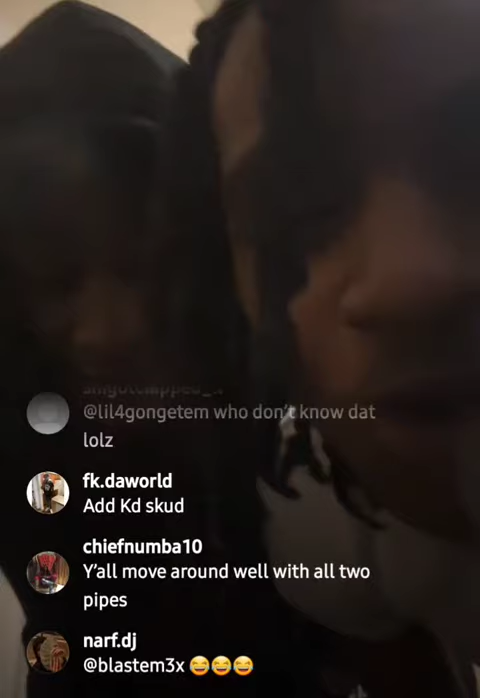 @lil4gongetem who don't know dat
lolz
fk.daworld
Add Kd skud
chiefnumba10
Y'all move around well with all two
pipes
narf.dj
@blastem3x 😂😂😂